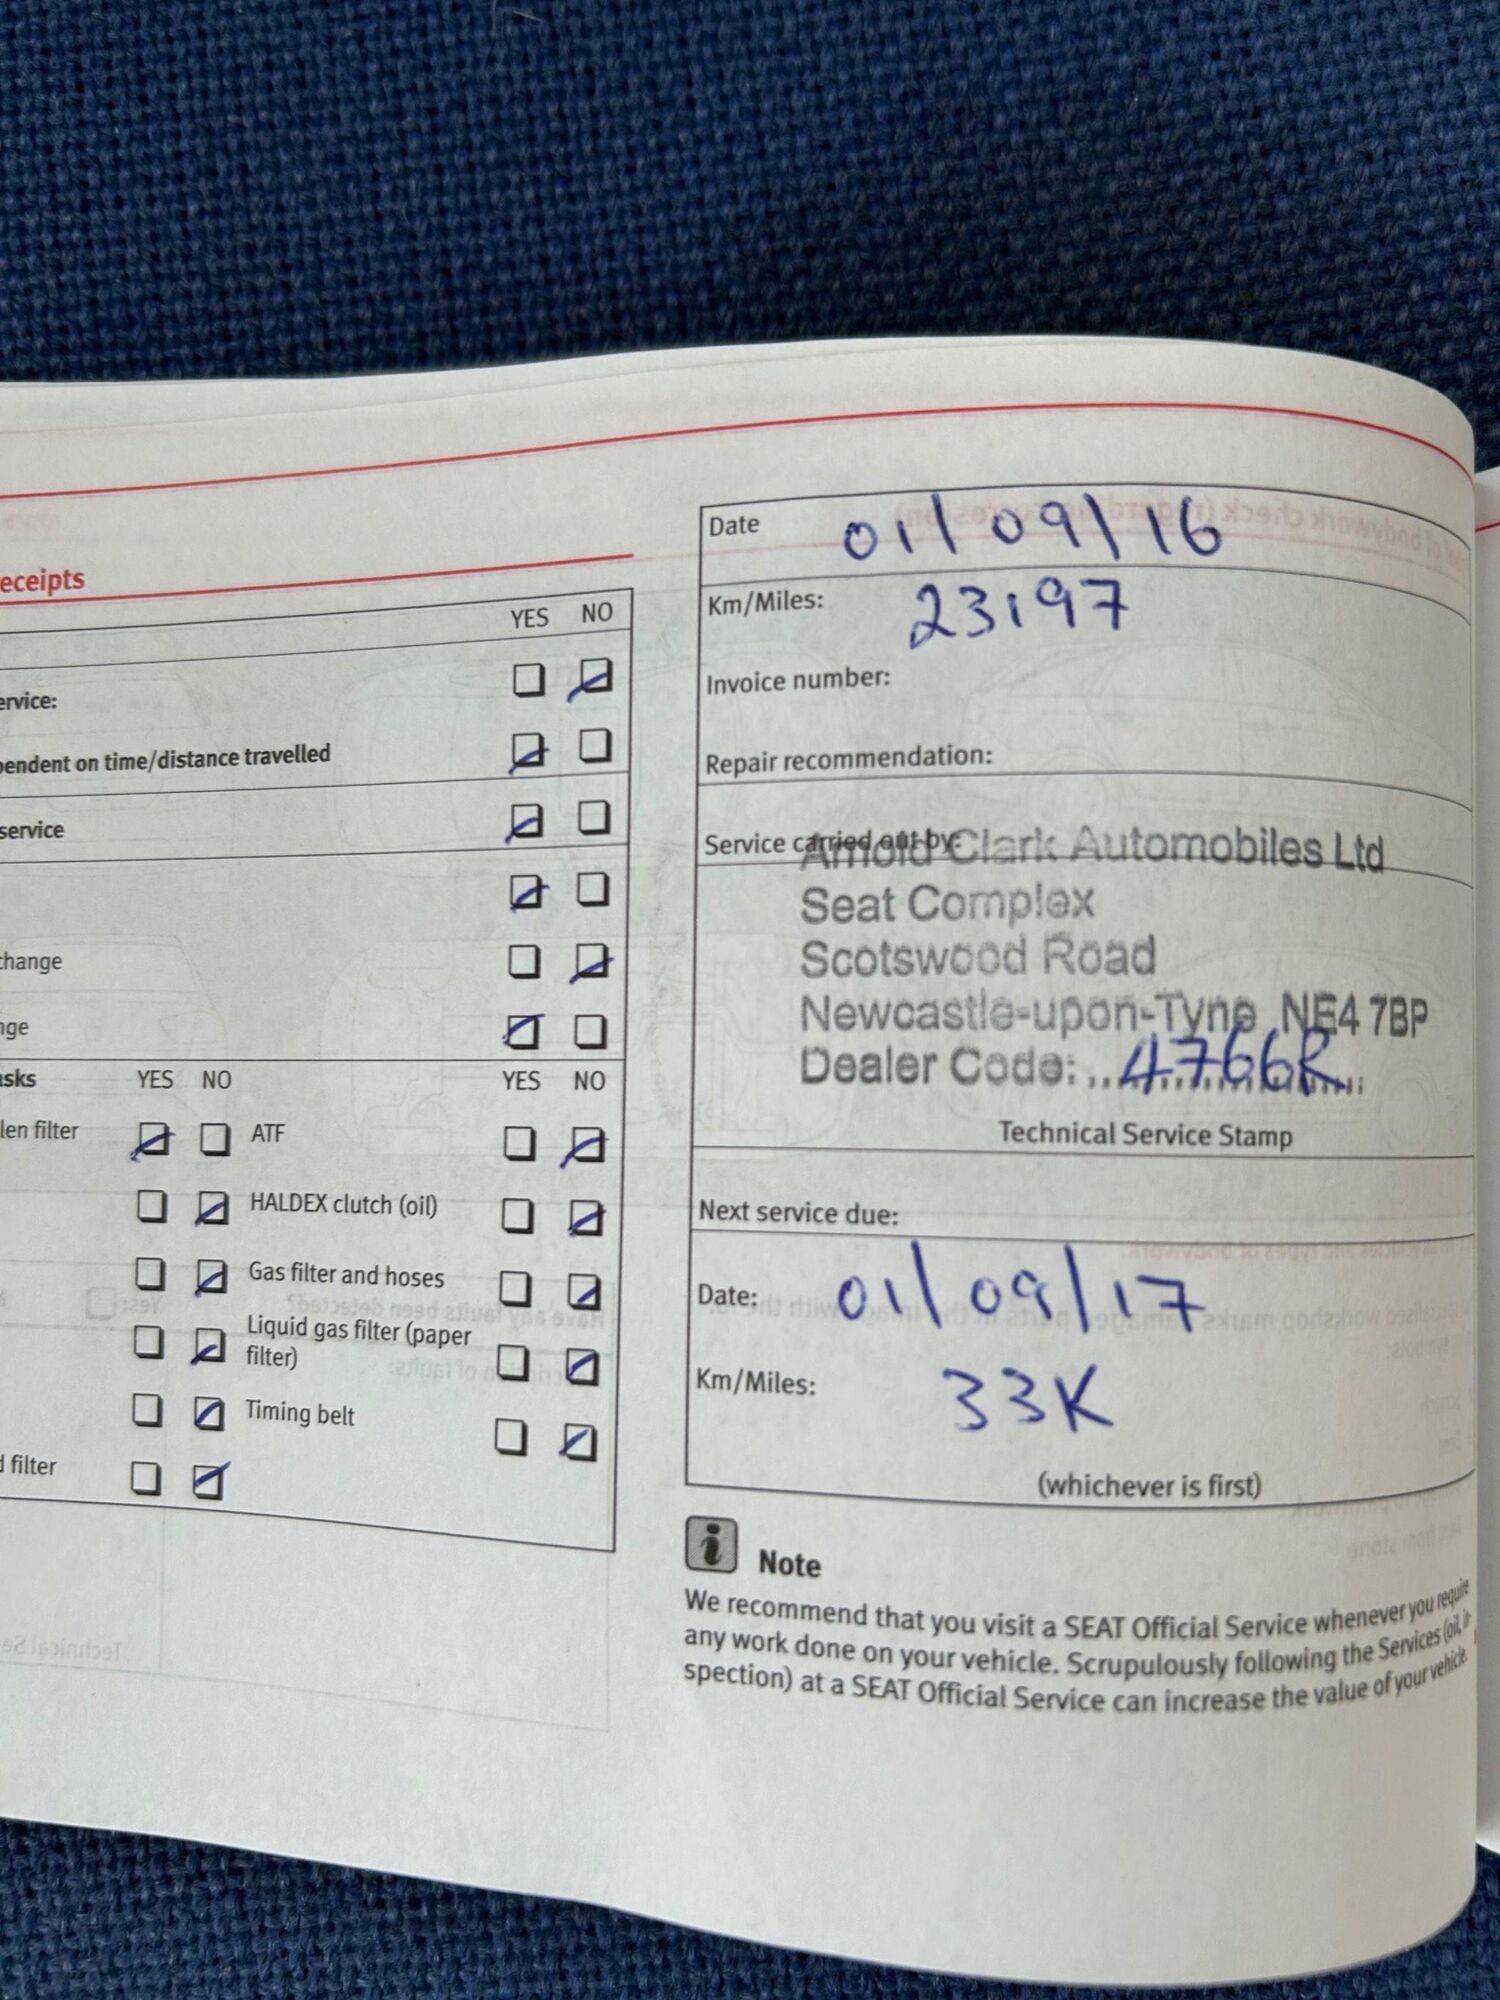 eceipts
YES NO
ervice:
pendent on time/distance travelled
service
change
nge
asks YES NO YES NO
len filter ATF
HALDEX clutch (oil)
Gas filter and hoses
Liquid gas filter (paper
filter)
Timing belt
d filter
Date 01/09/16
Km/Miles: 23197
Invoice number:
Repair recommendation:
Service carried out by:
Arnold Clark Automobiles Ltd
Seat Complex
Scotswood Road
Newcastle-upon-Tyne NE4 7BP
Dealer Code: 4766R
Technical Service Stamp
Next service due:
Date: 01/09/17
Km/Miles: 33K
(whichever is first)
i Note
We recommend that you visit a SEAT Official Service whenever you require
any work done on your vehicle. Scrupulously following the Services (oil, in
spection) at a SEAT Official Service can increase the value of your vehicle.